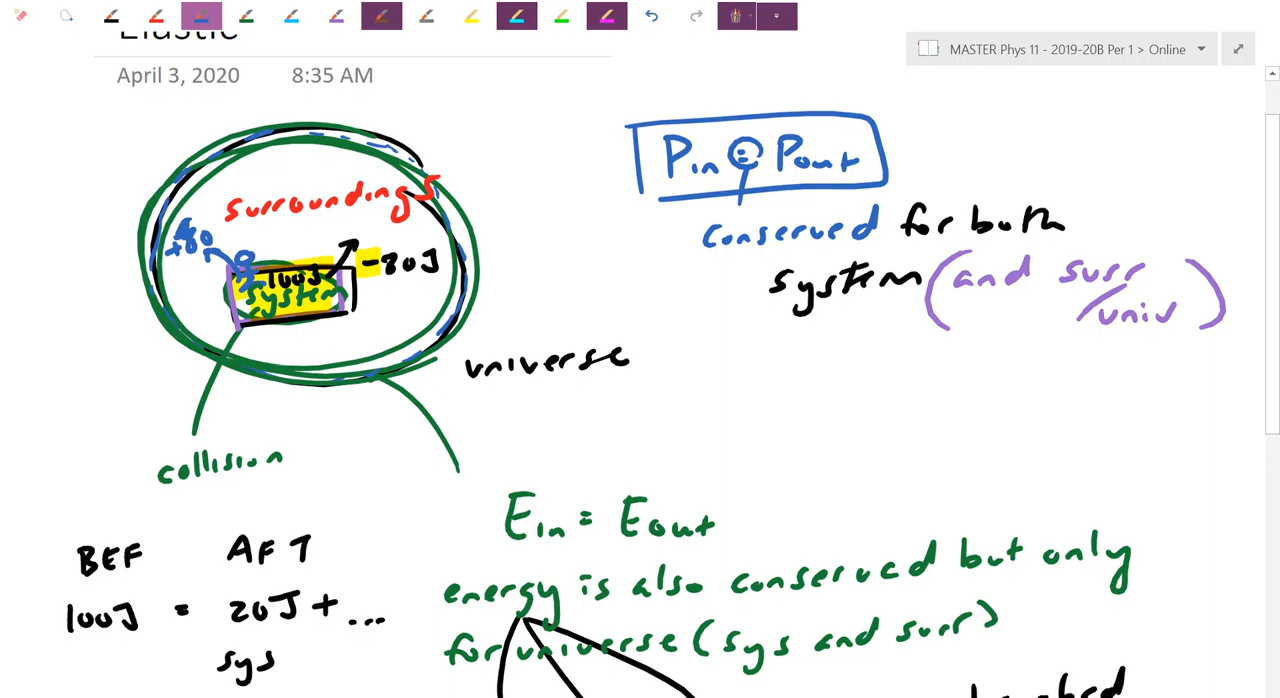 Elastic
MASTER Phys 11 - 2019-20B Per 1 > Online
April 3, 2020 8:35 AM
surroundings
+80
100J
-80J
system
universe
collision
Pin = Pout
conserved for both
system (and surr
/univ)
Ein = Eout
energy is also conserved but only
for universe (sys and surr)
BEF AFT
100J = 20J + ...
sys